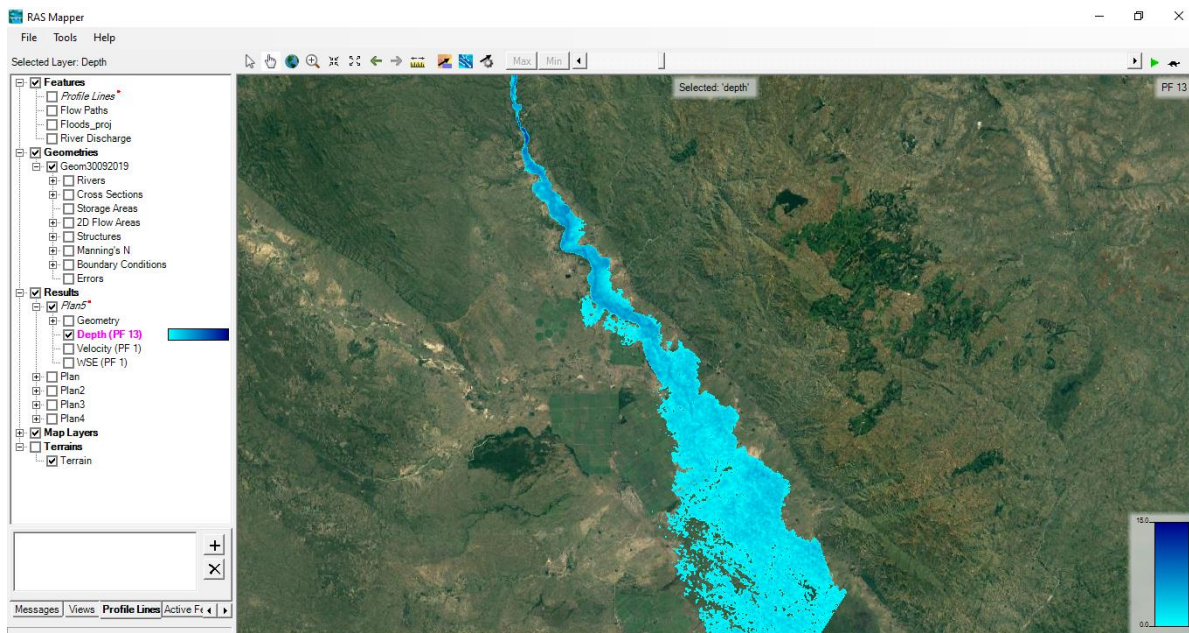 RAS Mapper
File Tools Help
Selected Layer: Depth
Max Min
Features
Profile Lines
Flow Paths
Floods_proj
River Discharge
Geometries
Geom30092019
Rivers
Cross Sections
Storage Areas
2D Flow Areas
Structures
Manning's N
Boundary Conditions
Errors
Results
Plan5
Geometry
Depth (PF 13)
Velocity (PF 1)
WSE (PF 1)
Plan
Plan2
Plan3
Plan4
Map Layers
Terrains
Terrain
Messages Views Profile Lines Active Fe
Selected: 'depth'
PF 13
15.0
0.0